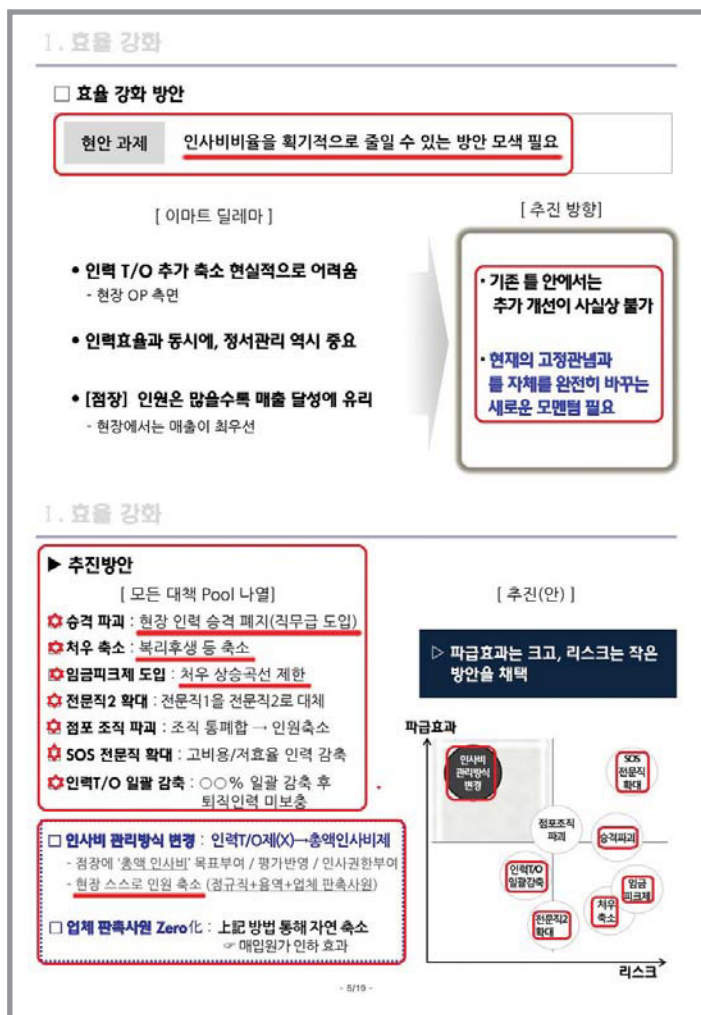 Ⅰ. 효율 강화
□ 효율 강화 방안
현안 과제 인사비비율을 획기적으로 줄일 수 있는 방안 모색 필요
[ 이마트 딜레마 ]
• 인력 T/O 추가 축소 현실적으로 어려움
- 현장 OP 측면
• 인력효율과 동시에, 정서관리 역시 중요
• [점장] 인원은 많을수록 매출 달성에 유리
- 현장에서는 매출이 최우선
[ 추진 방향]
· 기존 틀 안에서는
추가 개선이 사실상 불가
· 현재의 고정관념과
틀 자체를 완전히 바꾸는
새로운 모멘텀 필요
Ⅰ. 효율 강화
▶ 추진방안
[ 모든 대책 Pool 나열]
승격 파괴 : 현장 인력 승격 폐지(직무급 도입)
처우 축소 : 복리후생 등 축소
임금피크제 도입 : 처우 상승곡선 제한
전문직2 확대 : 전문직1을 전문직2로 대체
점포 조직 파괴 : 조직 통폐합 → 인원축소
SOS 전문직 확대 : 고비용/저효율 인력 감축
인력T/O 일괄 감축 : ○○% 일괄 감축 후
퇴직인력 미보충
□ 인사비 관리방식 변경 : 인력T/O제(X)→총액인사비제
- 점장에 '총액 인사비' 목표부여 / 평가반영 / 인사권한부여
- 현장 스스로 인원 축소 (정규직+용역+업체 판촉사원)
□ 업체 판촉사원 Zero化 : 上記 방법 통해 자연 축소
☞ 매입원가 인하 효과
[ 추진(안) ]
▷ 파급효과는 크고, 리스크는 작은
방안을 채택
파급효과
인사비
관리방식
변경
SOS
전문직
확대
점포조직
파괴
승격파괴
인력T/O
일괄감축
임금
피크제
처우
축소
전문직2
확대
리스크
- 5/19 -